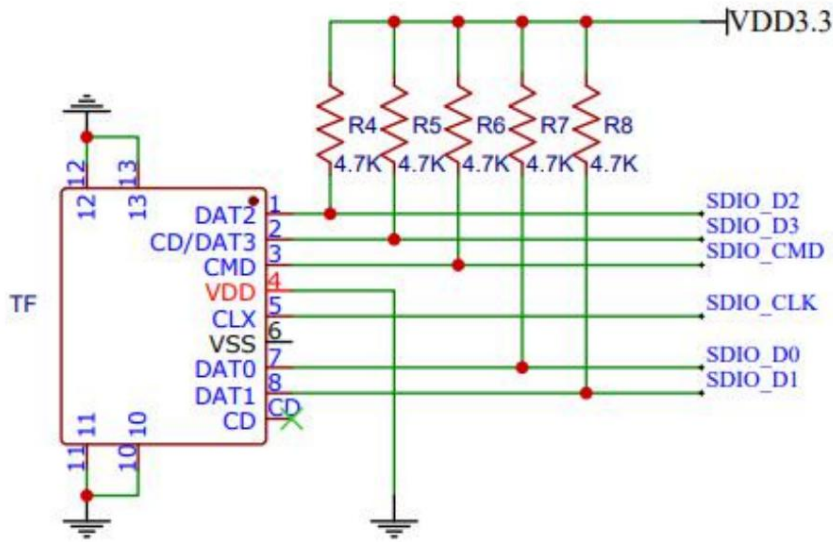 VDD3.3
R4 R5 R6 R7 R8
4.7K 4.7K 4.7K 4.7K 4.7K
12 13
12 13
DAT2 1 SDIO_D2
CD/DAT3 2 SDIO_D3
CMD 3 SDIO_CMD
VDD 4
TF
CLX 5 SDIO_CLK
VSS 6
DAT0 7 SDIO_D0
DAT1 8 SDIO_D1
CD CD
11 10
11 10